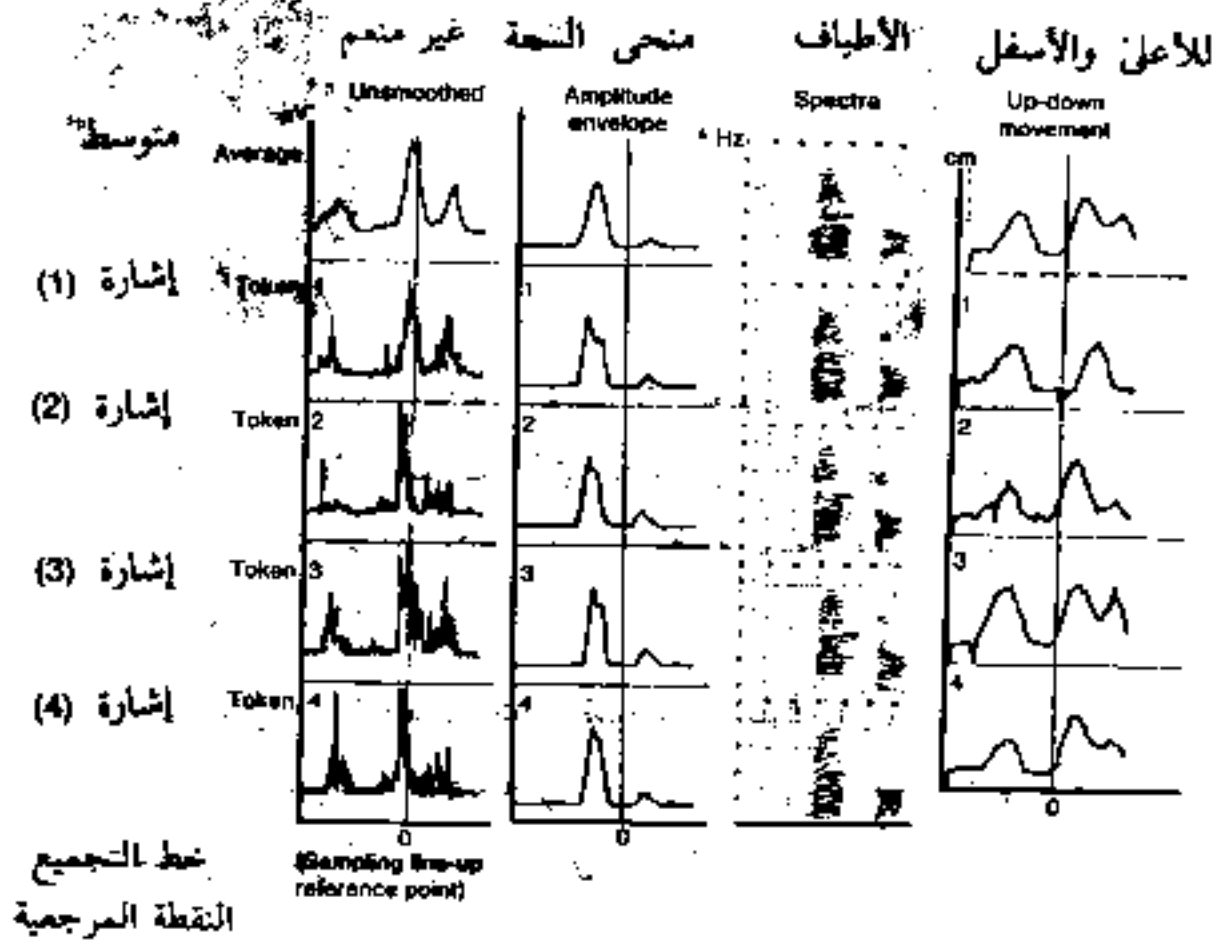 غير منعم    منحى السعة    الأطياف    للأعلى والأسفل
Unsmoothed    Amplitude envelope    Spectra    Up-down movement
متوسط    Average    Hz    cm
إشارة (1)    Token 1    1    1
إشارة (2)    Token 2    2    2
إشارة (3)    Token 3    3    3
إشارة (4)    Token 4    4    4
0    0    0
(Sampling line-up
reference point)
خط التجميع
النقطة المرجعية